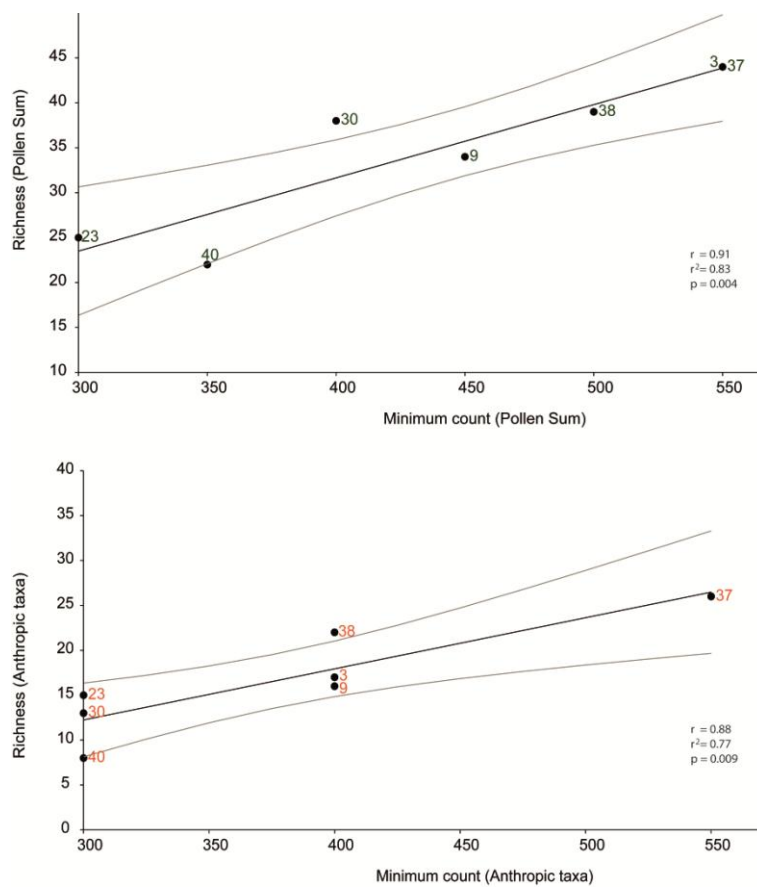 45
40
35
30
25
20
15
10
Richness (Pollen Sum)
3 37
38
30
9
23
40
r = 0.91
r²= 0.83
p = 0.004
300 350 400 450 500 550
Minimum count (Pollen Sum)
40
35
30
25
20
15
10
5
0
Richness (Anthropic taxa)
37
38
3
9
23
30
40
r = 0.88
r²= 0.77
p = 0.009
300 350 400 450 500 550
Minimum count (Anthropic taxa)